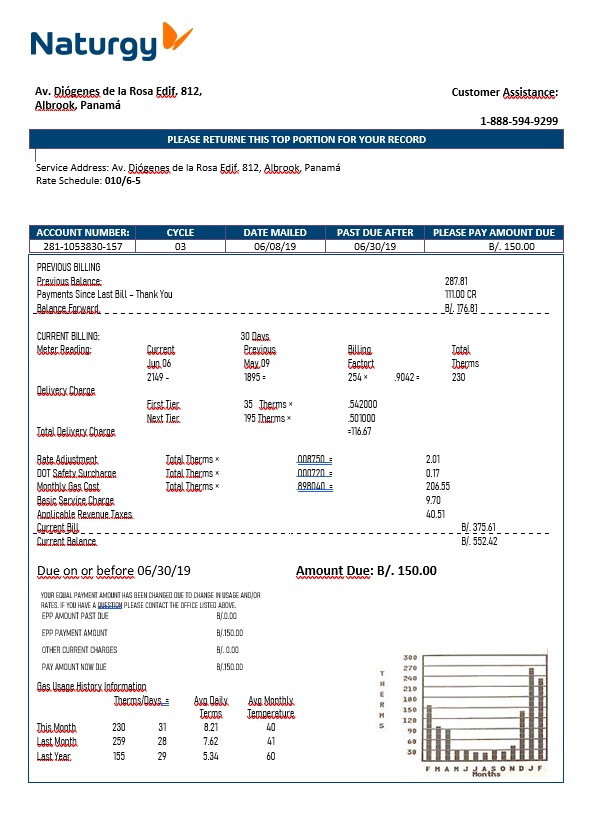 Naturgy
Av. Diógenes de la Rosa Edif. 812,
Albrook, Panamá
Customer Assistance:
1-888-594-9299
PLEASE RETURNE THIS TOP PORTION FOR YOUR RECORD
Service Address: Av. Diógenes de la Rosa Edif. 812, Albrook, Panamá
Rate Schedule: 010/6-5
ACCOUNT NUMBER: CYCLE DATE MAILED PAST DUE AFTER PLEASE PAY AMOUNT DUE
281-1053830-157 03 06/08/19 06/30/19 B/. 150.00
PREVIOUS BILLING
Previous Balance: 287.81
Payments Since Last Bill – Thank You 111.00 CR
Balance Forward B/. 176.81
CURRENT BILLING: 30 Days
Meter Reading: Current Previous Billing Total
Jun 06 May 09 Factort Therms
2149 – 1895 = 254 × .9042 = 230
Delivery Charge
First Tier 35 Therms × .542000
Next Tier 195 Therms × .501000
Total Delivery Charge =116.67
Rate Adjustment Total Therms × 008750 = 2.01
DOT Safety Surcharge Total Therms × 000720 = 0.17
Monthly Gas Cost Total Therms × 898040 = 206.55
Basic Service Charge 9.70
Applicable Revenue Taxes 40.51
Current Bill B/. 375.61
Current Balance B/. 552.42
Due on or before 06/30/19 Amount Due: B/. 150.00
YOUR EQUAL PAYMENT AMOUNT HAS BEEN CHANGED DUE TO CHANGE IN USAGE AND/OR
RATES. IF YOU HAVE A QUESTION PLEASE CONTACT THE OFFICE LISTED ABOVE.
EPP AMOUNT PAST DUE B/.0.00
EPP PAYMENT AMOUNT B/.150.00
OTHER CURRENT CHARGES B/. 0.00
PAY AMOUNT NOW DUE B/.150.00
Gas Usage History Information
Therms/Days = Avg Daily Avg Monthly
Terms Temperature
This Month 230 31 8.21 40
Last Month 259 28 7.62 41
Last Year 155 29 5.34 60
THERMS
300
270
240
210
180
150
120
90
60
30
F M A M J J A S O N D J F
Months